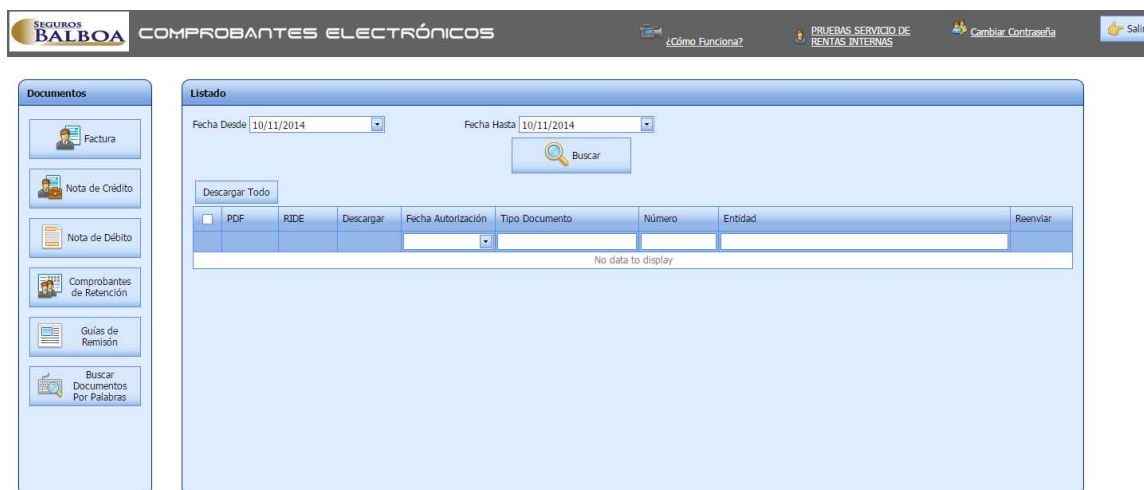 SEGUROS
BALBOA
COMPROBANTES ELECTRÓNICOS
¿Cómo Funciona?
PRUEBAS SERVICIO DE
RENTAS INTERNAS
Cambiar Contraseña
Salir
Documentos
Factura
Nota de Crédito
Nota de Débito
Comprobantes
de Retención
Guías de
Remisón
Buscar
Documentos
Por Palabras
Listado
Fecha Desde 10/11/2014
Fecha Hasta 10/11/2014
Buscar
Descargar Todo
PDF RIDE Descargar Fecha Autorización Tipo Documento Número Entidad Reenviar
No data to display